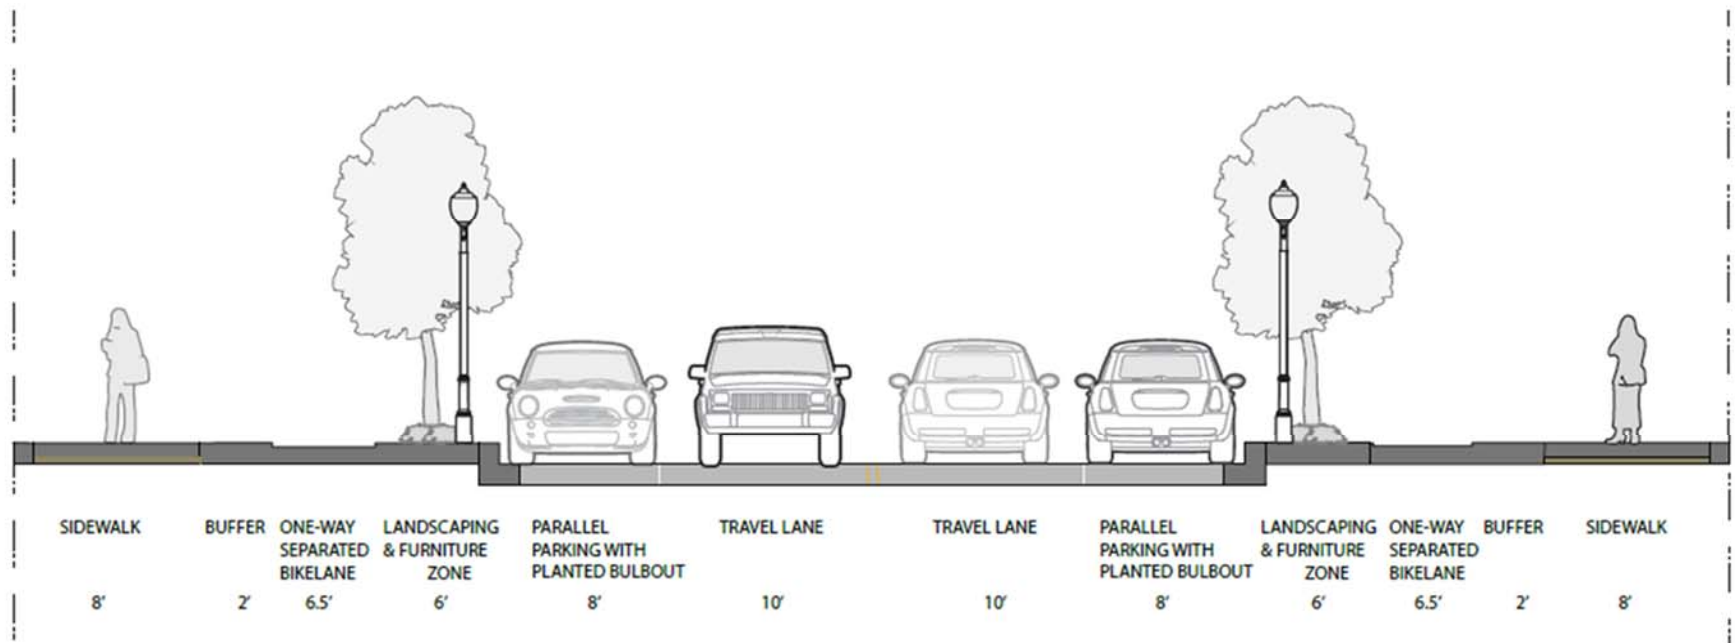 SIDEWALK
BUFFER
ONE-WAY
SEPARATED
BIKELANE
LANDSCAPING
& FURNITURE
ZONE
PARALLEL
PARKING WITH
PLANTED BULBOUT
TRAVEL LANE
TRAVEL LANE
PARALLEL
PARKING WITH
PLANTED BULBOUT
LANDSCAPING
& FURNITURE
ZONE
ONE-WAY
SEPARATED
BIKELANE
BUFFER
SIDEWALK
8' 2' 6.5' 6' 8' 10' 10' 8' 6' 6.5' 2' 8'